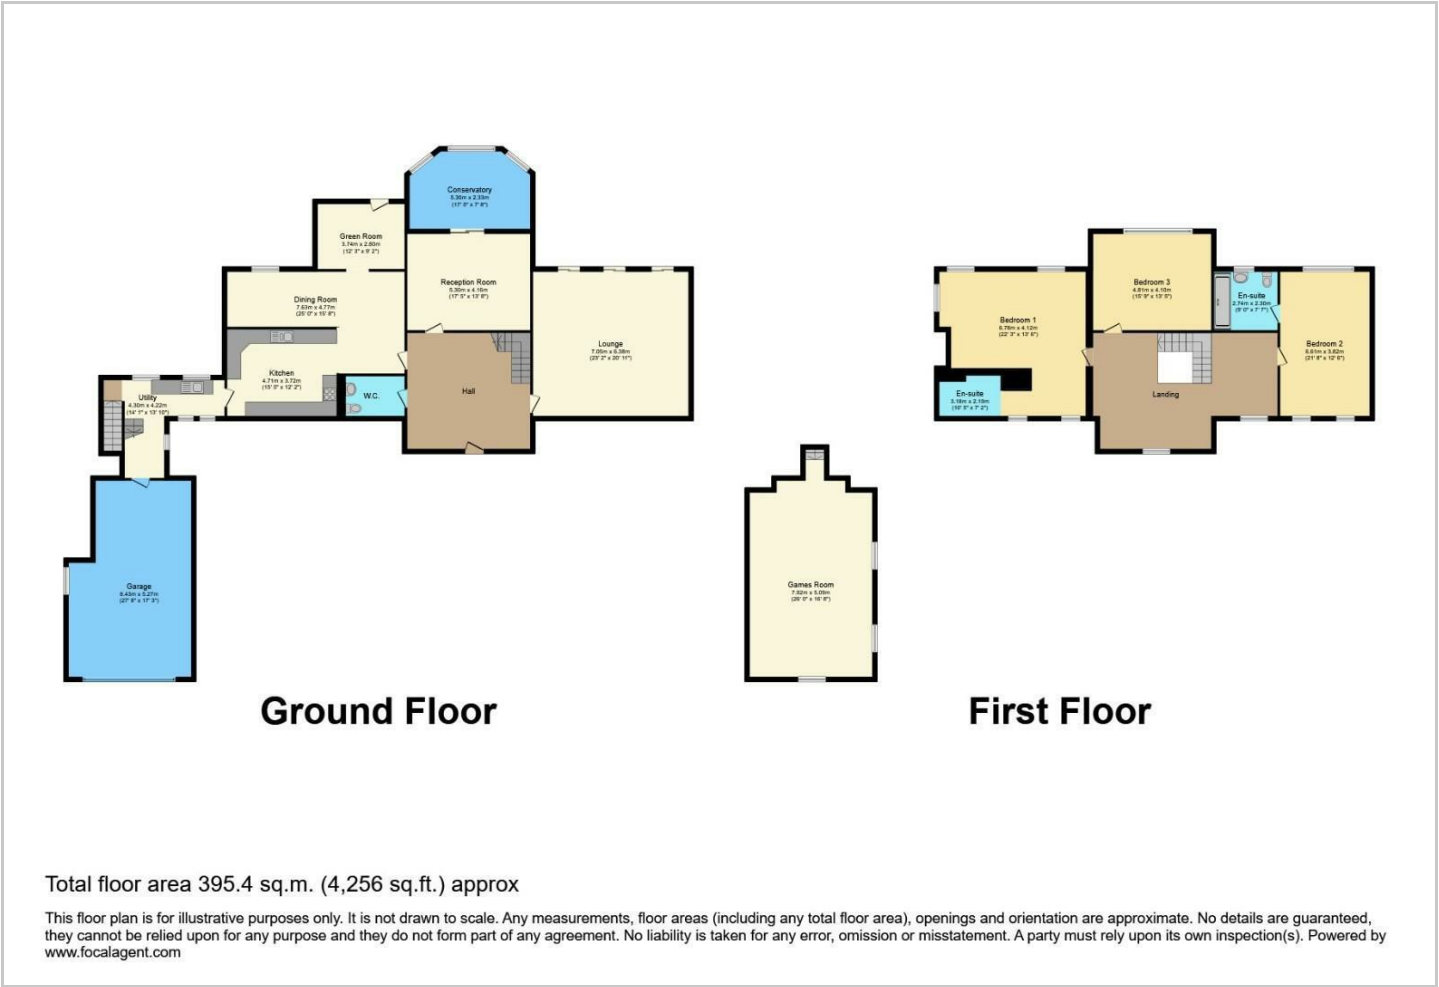 Conservatory
5.30m x 2.33m
(17' 5" x 7' 8")
Green Room
3.74m x 2.80m
(12' 3" x 9' 2")
Reception Room
5.30m x 4.16m
(17' 5" x 13' 8")
Dining Room
7.63m x 4.77m
(25' 0" x 15' 8")
Lounge
7.05m x 6.38m
(23' 2" x 20' 11")
Kitchen
4.71m x 3.72m
(15' 5" x 12' 2")
W.C.
Hall
Utility
4.30m x 4.22m
(14' 1" x 13' 10")
Garage
8.43m x 5.27m
(27' 8" x 17' 3")
Ground Floor
Bedroom 3
4.81m x 4.10m
(15' 9" x 13' 5")
En-suite
2.74m x 2.30m
(9' 0" x 7' 7")
Bedroom 1
6.78m x 4.12m
(22' 3" x 13' 6")
Bedroom 2
6.61m x 3.82m
(21' 8" x 12' 6")
En-suite
3.18m x 2.19m
(10' 5" x 7' 2")
Landing
Games Room
7.92m x 5.09m
(26' 0" x 16' 8")
First Floor
Total floor area 395.4 sq.m. (4,256 sq.ft.) approx
This floor plan is for illustrative purposes only. It is not drawn to scale. Any measurements, floor areas (including any total floor area), openings and orientation are approximate. No details are guaranteed,
they cannot be relied upon for any purpose and they do not form part of any agreement. No liability is taken for any error, omission or misstatement. A party must rely upon its own inspection(s). Powered by
www.focalagent.com